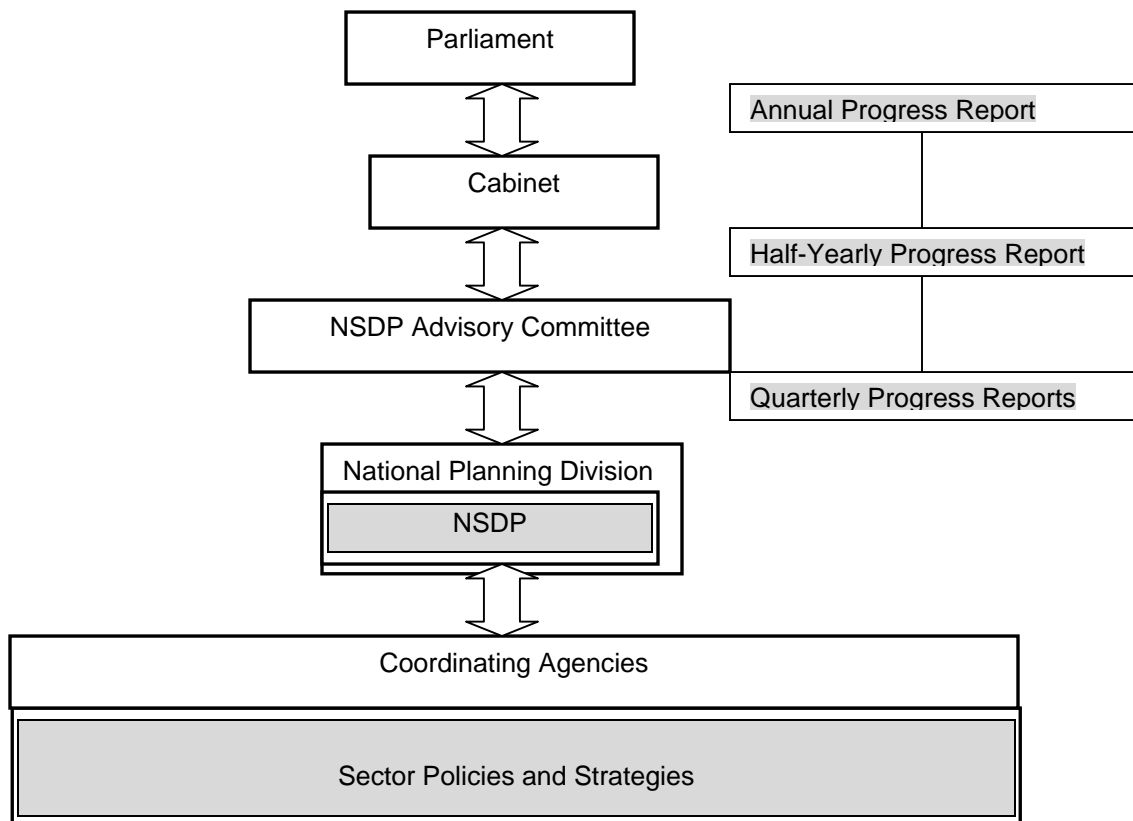 Parliament
Annual Progress Report
Cabinet
Half-Yearly Progress Report
NSDP Advisory Committee
Quarterly Progress Reports
National Planning Division
NSDP
Coordinating Agencies
Sector Policies and Strategies